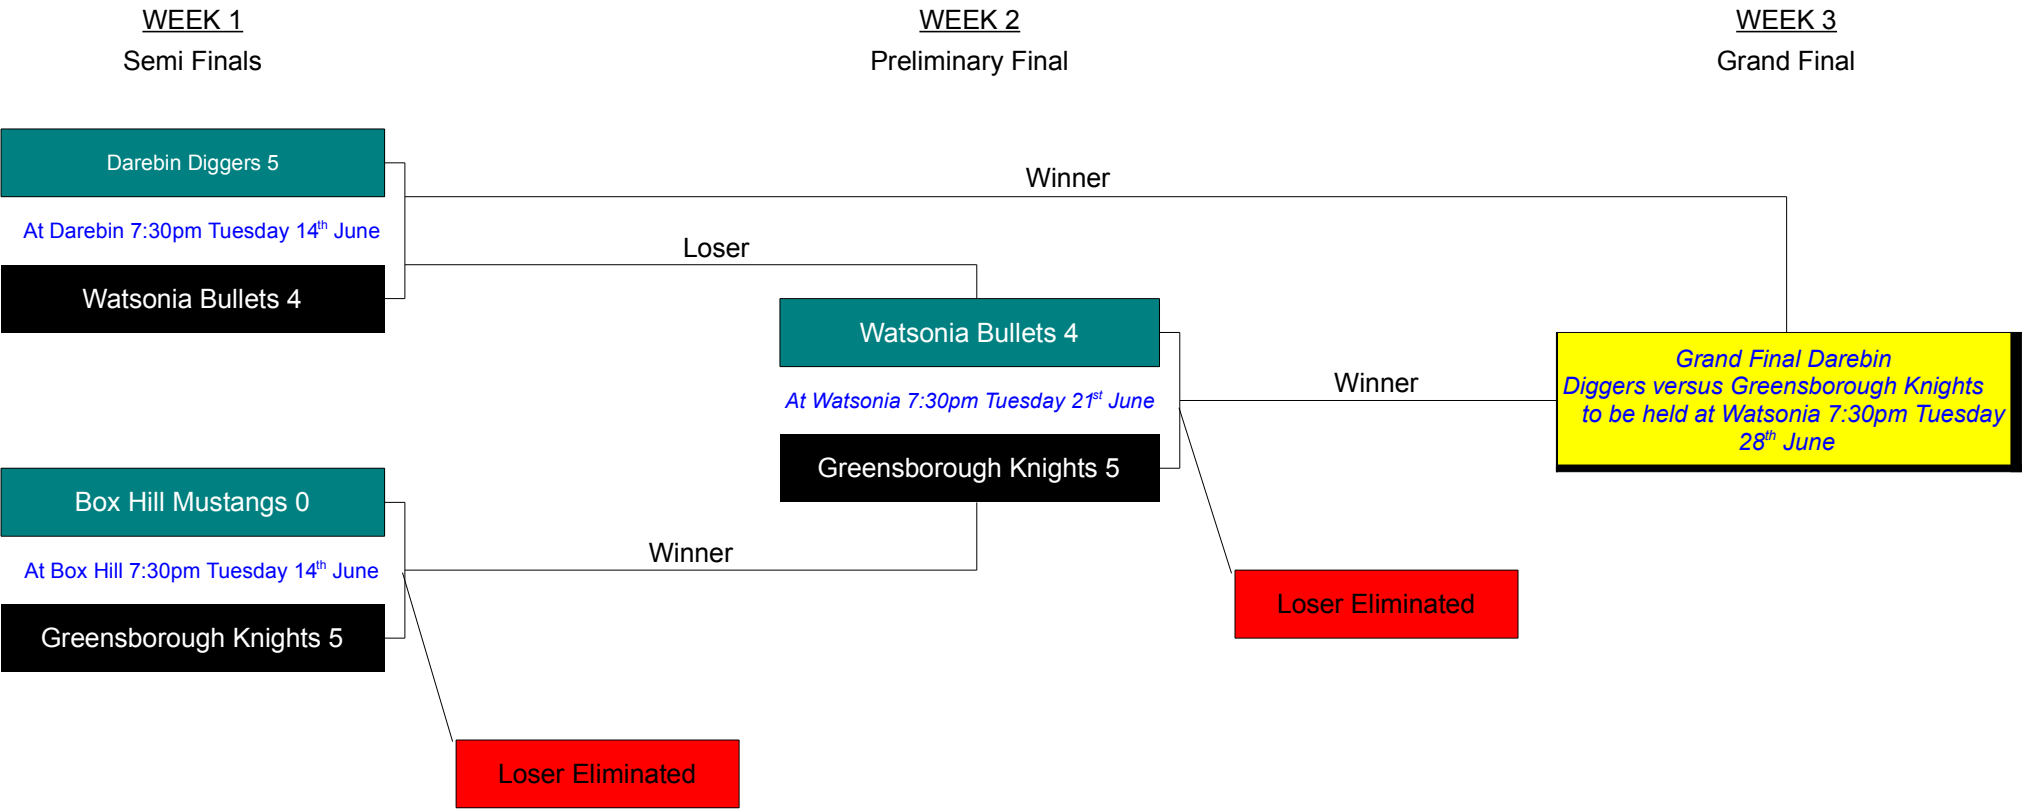 WEEK 1
Semi Finals
WEEK 2
Preliminary Final
WEEK 3
Grand Final
Darebin Diggers 5
At Darebin 7:30pm Tuesday 14th June
Watsonia Bullets 4
Winner
Loser
Watsonia Bullets 4
At Watsonia 7:30pm Tuesday 21st June
Greensborough Knights 5
Winner
Grand Final Darebin
Diggers versus Greensborough Knights
to be held at Watsonia 7:30pm Tuesday
28th June
Box Hill Mustangs 0
At Box Hill 7:30pm Tuesday 14th June
Greensborough Knights 5
Winner
Loser Eliminated
Loser Eliminated